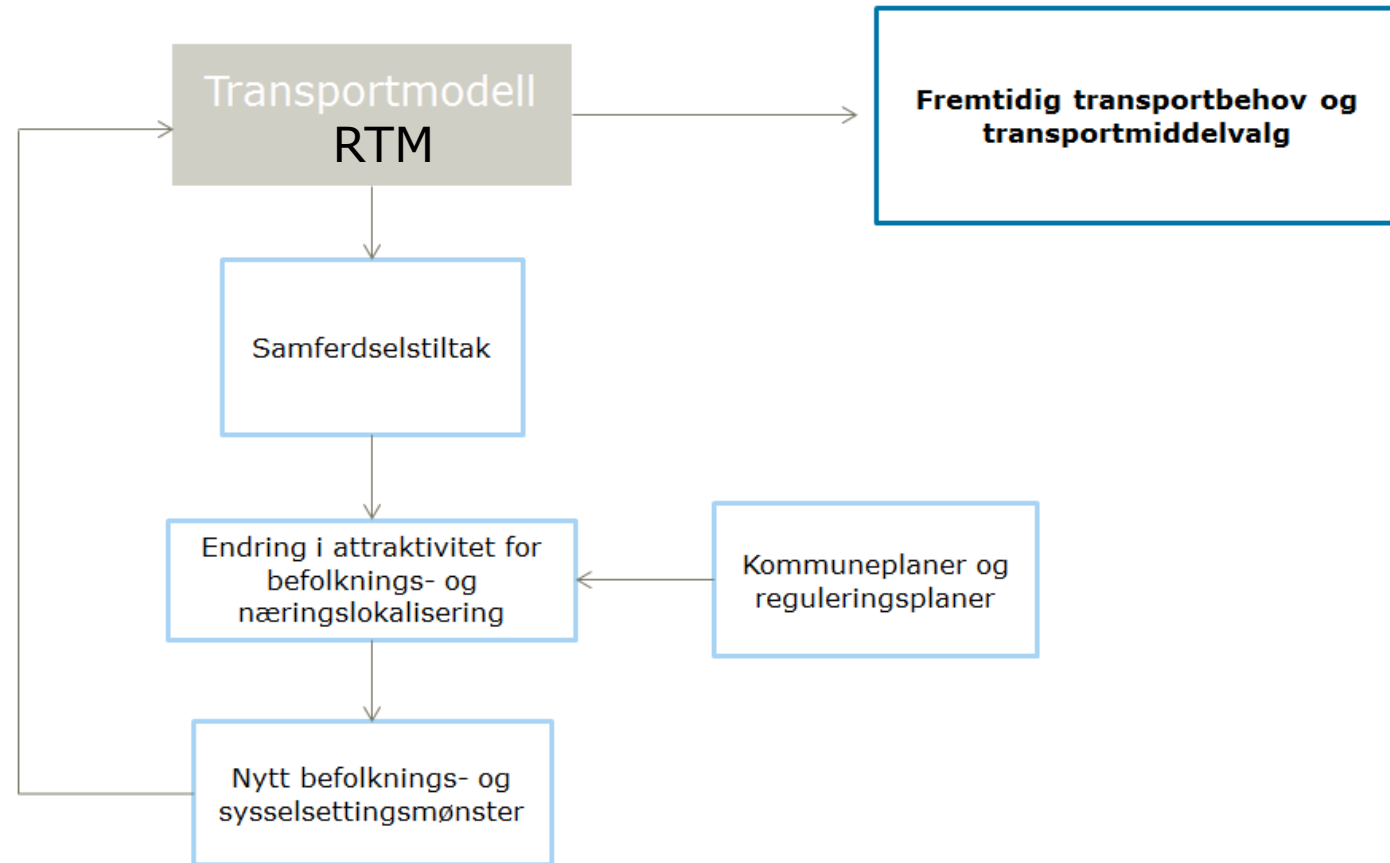 Transportmodell
RTM
Fremtidig transportbehov og
transportmiddelvalg
Samferdselstiltak
Endring i attraktivitet for
befolknings- og
næringslokalisering
Kommuneplaner og
reguleringsplaner
Nytt befolknings- og
sysselsettingsmønster